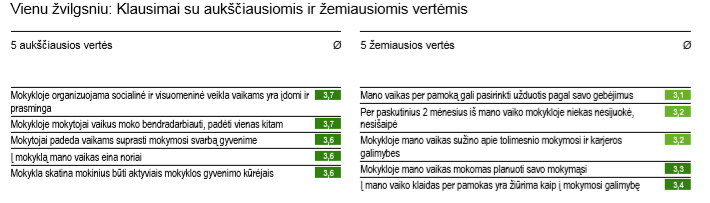 Vienu žvilgsniu: Klausimai su aukščiausiomis ir žemiausiomis vertėmis
5 aukščiausios vertės Ø
Mokykloje organizuojama socialinė ir visuomeninė veikla vaikams yra įdomi ir 3,7
prasminga
Mokykloje mokytojai vaikus moko bendradarbiauti, padėti vienas kitam 3,7
Mokytojai padeda vaikams suprasti mokymosi svarbą gyvenime 3,6
Į mokyklą mano vaikas eina noriai 3,6
Mokykla skatina mokinius būti aktyviais mokyklos gyvenimo kūrėjais 3,6
5 žemiausios vertės Ø
Mano vaikas per pamoką gali pasirinkti užduotis pagal savo gebėjimus 3,1
Per paskutinius 2 mėnesius iš mano vaiko mokykloje niekas nesijuokė, 3,2
nesišaipė
Mokykloje mano vaikas sužino apie tolimesnio mokymosi ir karjeros 3,2
galimybes
Mokykloje mano vaikas mokomas planuoti savo mokymąsi 3,3
Į mano vaiko klaidas per pamokas yra žiūrima kaip į mokymosi galimybę 3,4